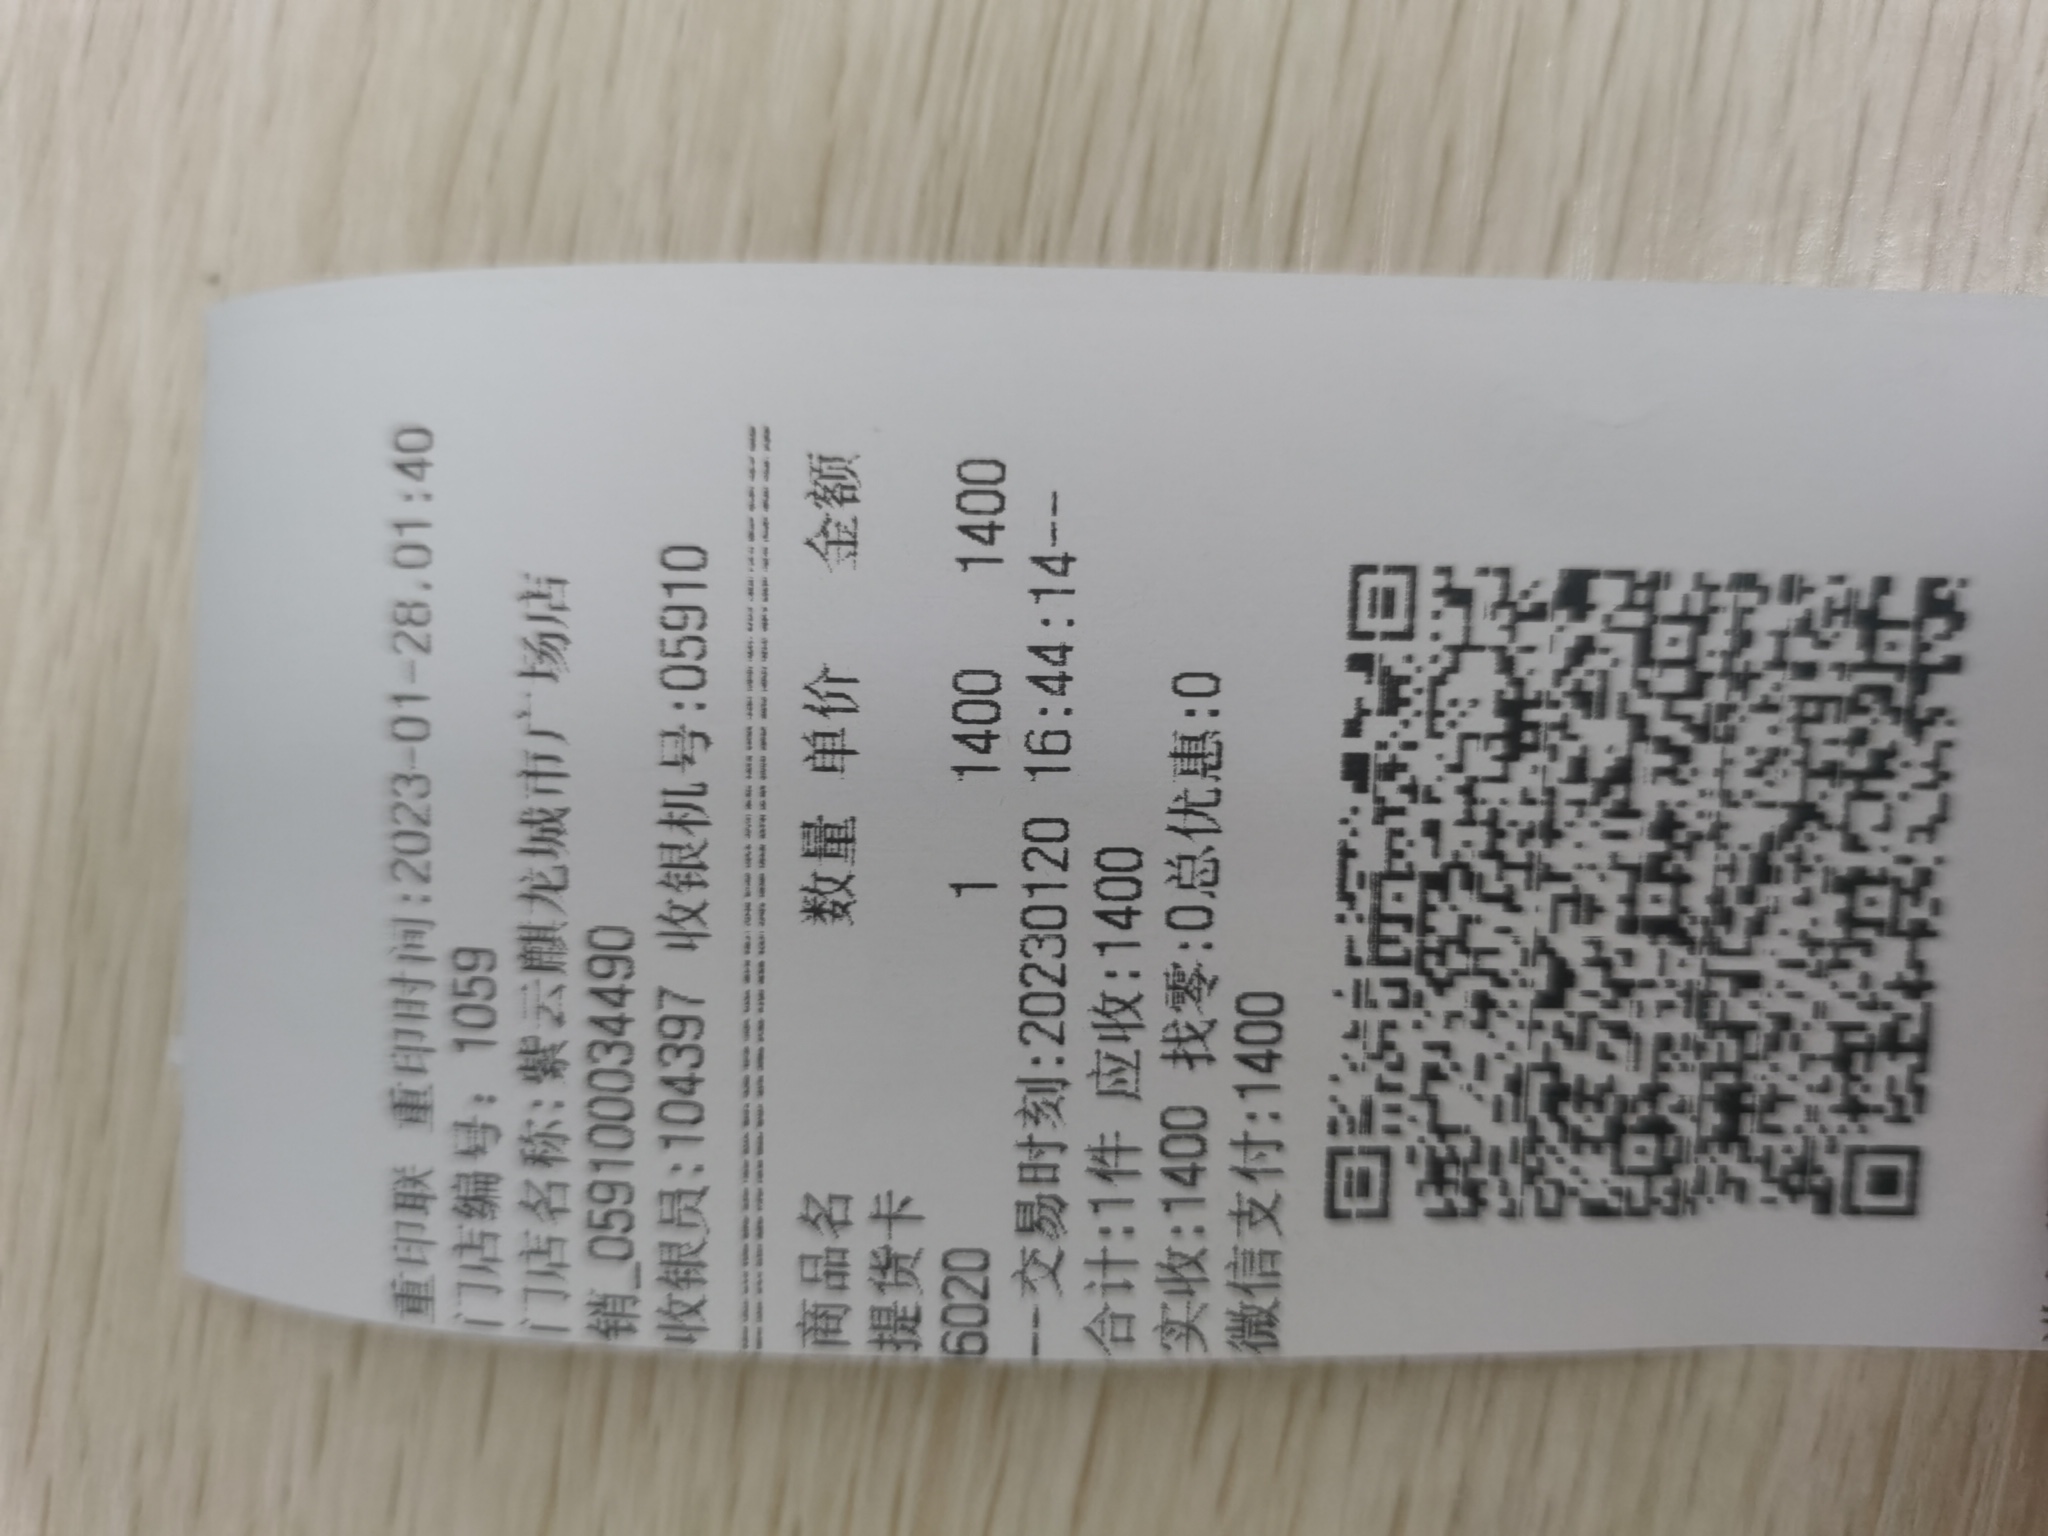 重印联 重印时间:2023-01-28.01:40
门店编号: 1059
门店名称:紫云麒龙城市广场店
销_0591000034490
收银员:104397 收银机号:05910
商品名 数量 单价 金额
提货卡
6020 1 1400 1400
--交易时刻:20230120 16:44:14--
合计:1件 应收:1400
实收:1400 找零:0总优惠:0
微信支付:1400